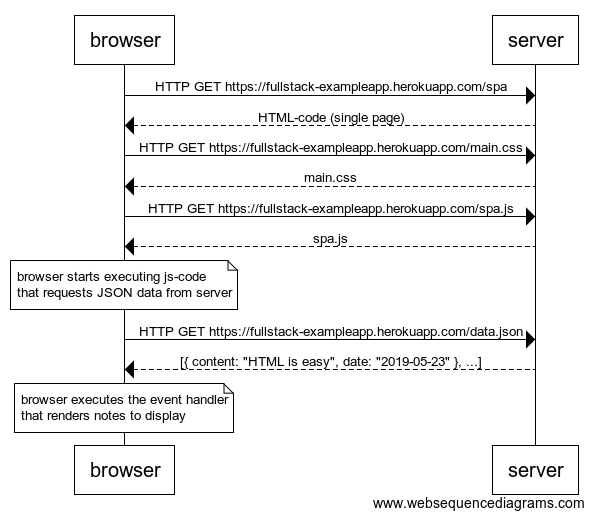 browser
server
HTTP GET https://fullstack-exampleapp.herokuapp.com/spa
HTML-code (single page)
HTTP GET https://fullstack-exampleapp.herokuapp.com/main.css
main.css
HTTP GET https://fullstack-exampleapp.herokuapp.com/spa.js
spa.js
browser starts executing js-code
that requests JSON data from server
HTTP GET https://fullstack-exampleapp.herokuapp.com/data.json
[{ content: "HTML is easy", date: "2019-05-23" }, ...]
browser executes the event handler
that renders notes to display
browser
server
www.websequencediagrams.com